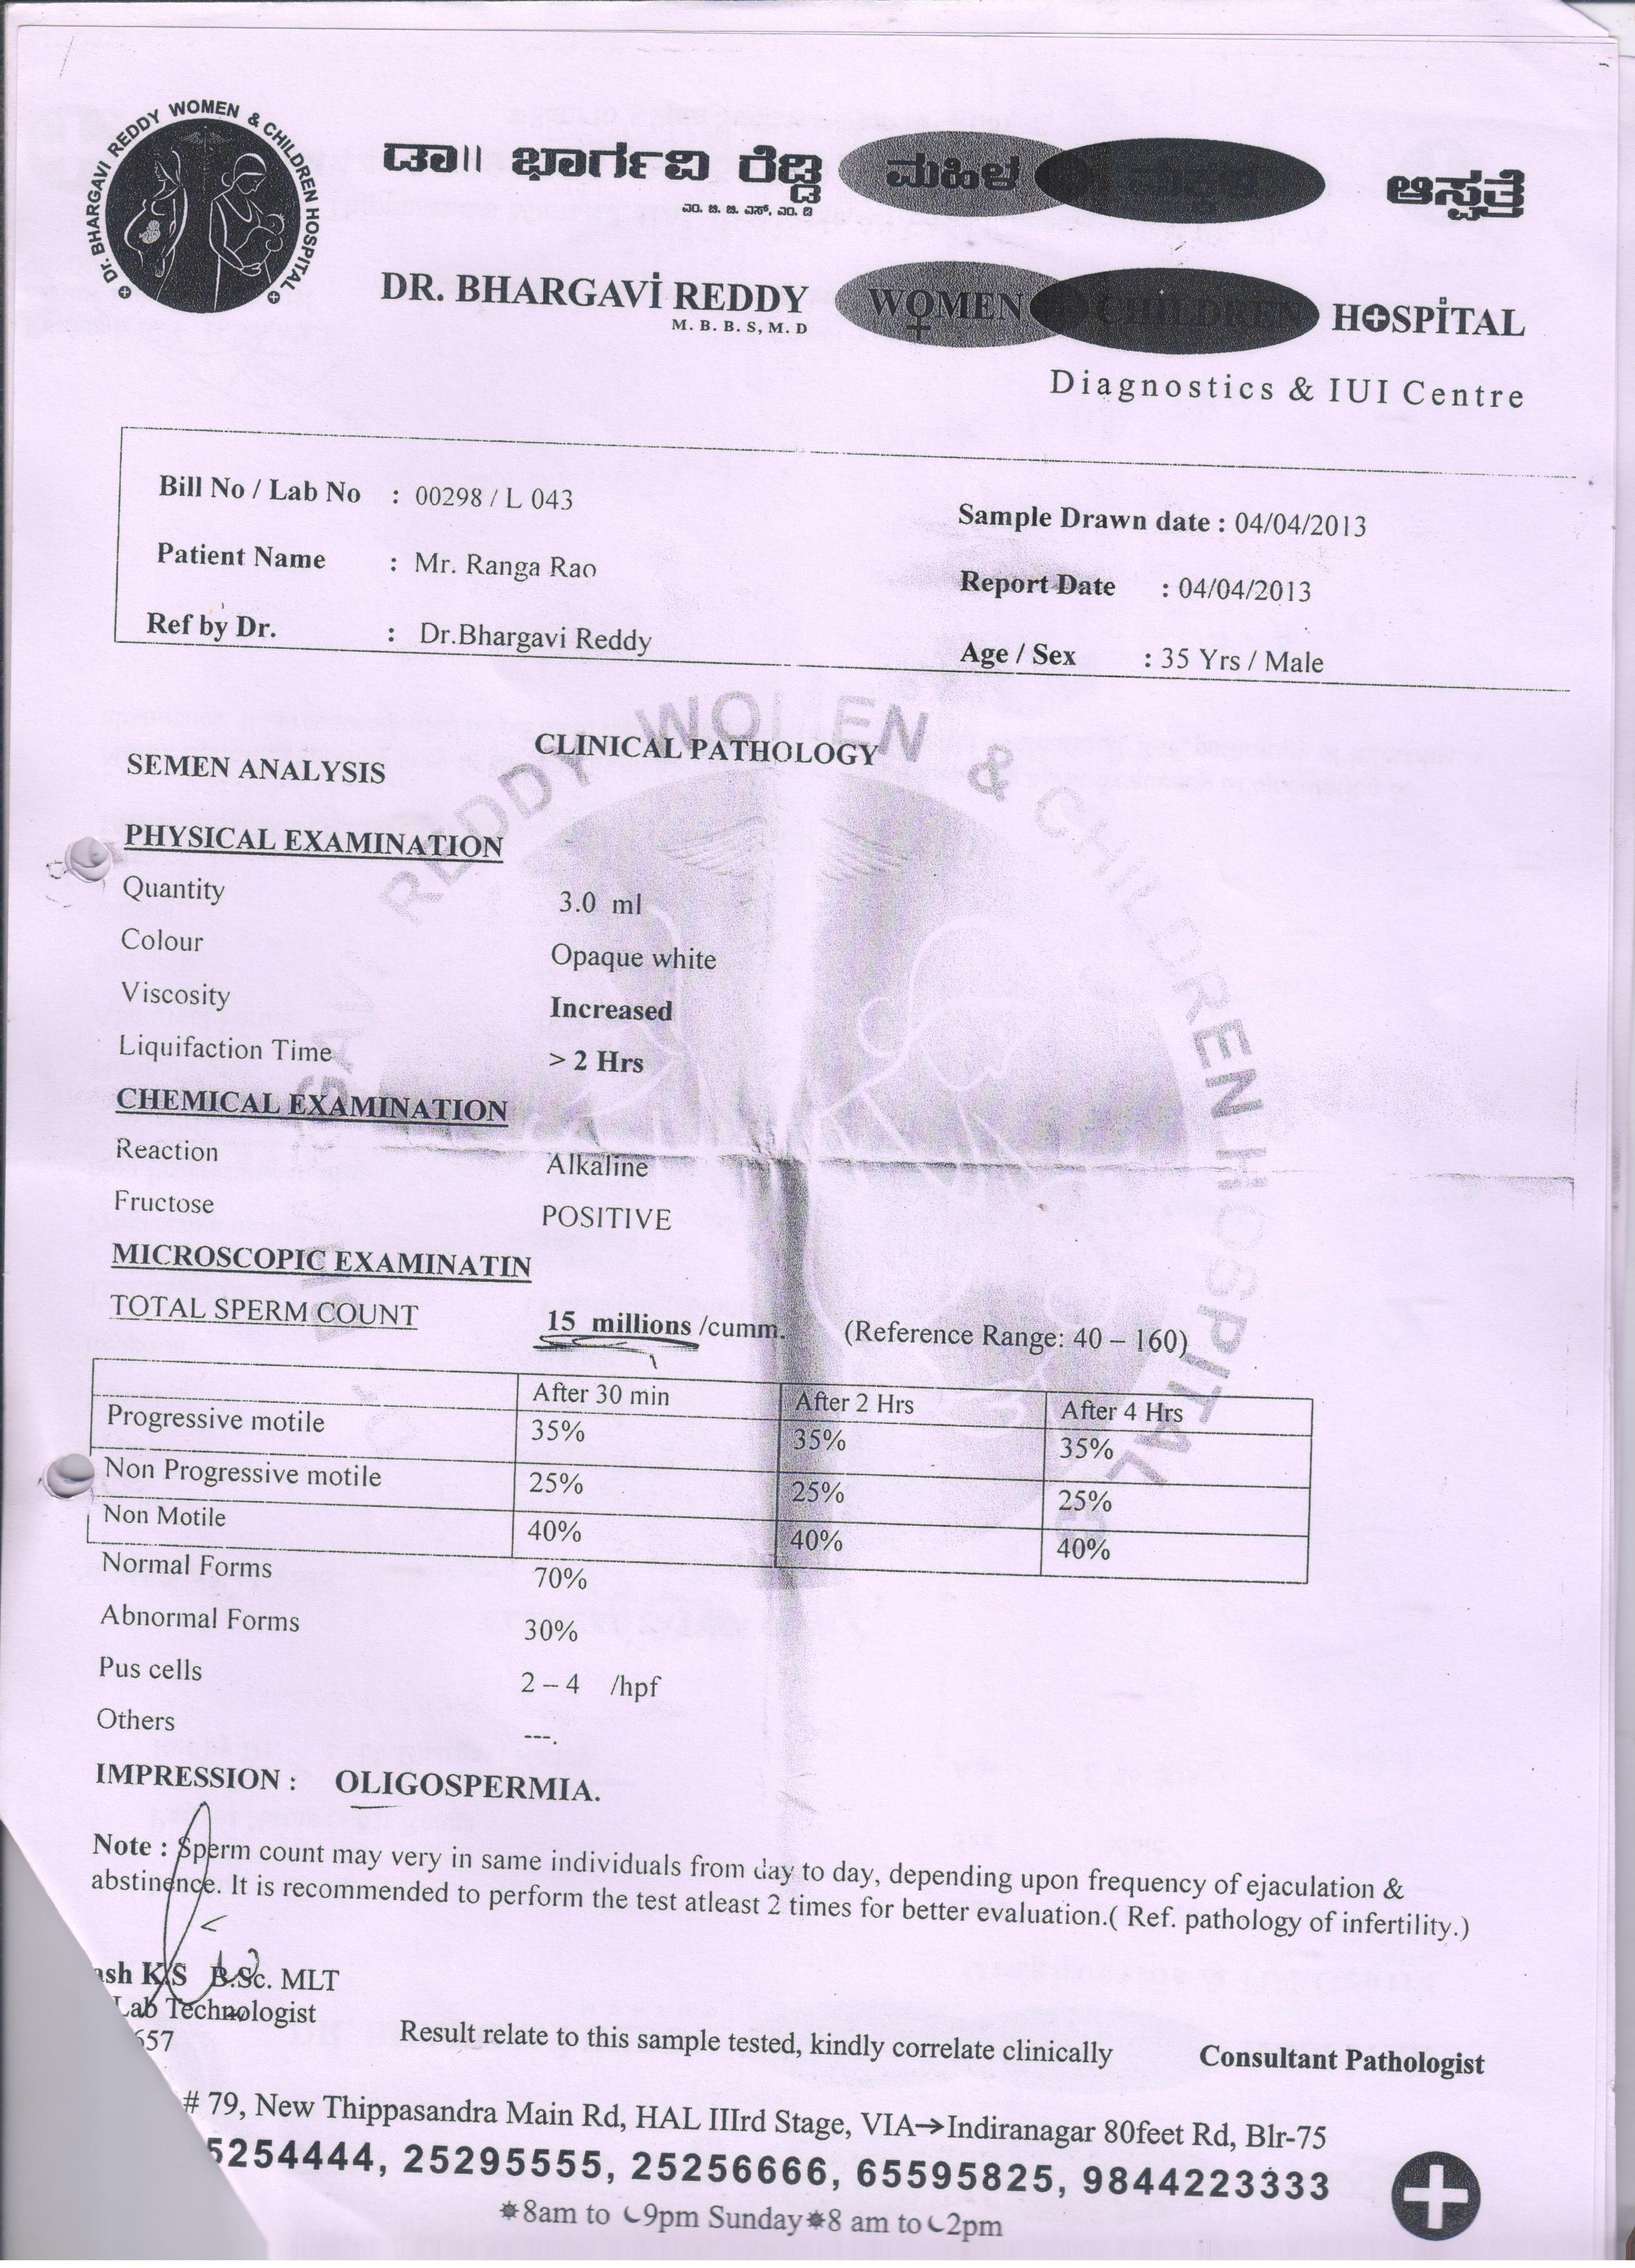 Dr. BHARGAVI REDDY WOMEN & CHILDREN HOSPITAL
ಡಾ|| ಭಾರ್ಗವಿ ರೆಡ್ಡಿ ಮಹಿಳ ಆಸ್ಪತ್ರೆ
ಎಂ. ಬಿ. ಬಿ. ಎಸ್, ಎಂ. ಡಿ
DR. BHARGAVI REDDY WOMEN CHILDREN HOSPITAL
M. B. B. S, M. D
Diagnostics & IUI Centre
Bill No / Lab No : 00298 / L 043
Sample Drawn date : 04/04/2013
Patient Name : Mr. Ranga Rao
Report Date : 04/04/2013
Ref by Dr. : Dr.Bhargavi Reddy
Age / Sex : 35 Yrs / Male
CLINICAL PATHOLOGY
SEMEN ANALYSIS
PHYSICAL EXAMINATION
Quantity 3.0 ml
Colour Opaque white
Viscosity Increased
Liquifaction Time > 2 Hrs
CHEMICAL EXAMINATION
Reaction Alkaline
Fructose POSITIVE
MICROSCOPIC EXAMINATIN
TOTAL SPERM COUNT 15 millions /cumm. (Reference Range: 40 – 160)
After 30 min After 2 Hrs After 4 Hrs
Progressive motile 35% 35% 35%
Non Progressive motile 25% 25% 25%
Non Motile 40% 40% 40%
Normal Forms 70%
Abnormal Forms 30%
Pus cells 2 – 4 /hpf
Others ---.
IMPRESSION : OLIGOSPERMIA.
Note : Sperm count may very in same individuals from day to day, depending upon frequency of ejaculation &
abstinence. It is recommended to perform the test atleast 2 times for better evaluation.( Ref. pathology of infertility.)
ash K S B.Sc. MLT
Lab Technologist
657
Result relate to this sample tested, kindly correlate clinically
Consultant Pathologist
# 79, New Thippasandra Main Rd, HAL IIIrd Stage, VIA→Indiranagar 80feet Rd, Blr-75
5254444, 25295555, 25256666, 65595825, 9844223333
8am to 9pm Sunday 8 am to 2pm